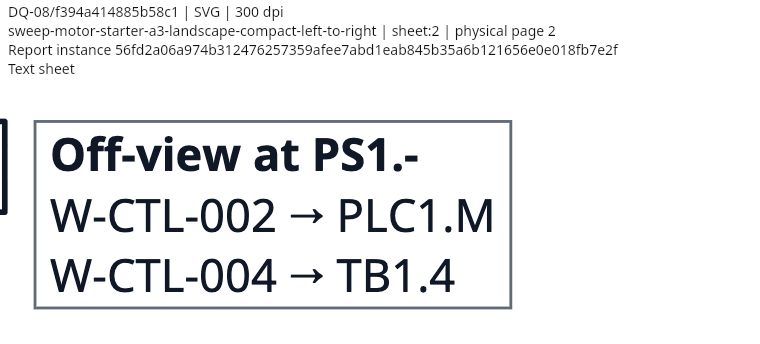 DQ-08/f394a414885b58c1 | SVG | 300 dpi
sweep-motor-starter-a3-landscape-compact-left-to-right | sheet:2 | physical page 2
Report instance 56fd2a06a974b312476257359afee7abd1eab845b35a6b121656e0e018fb7e2f
Text sheet
Off-view at PS1.-
W-CTL-002 → PLC1.M
W-CTL-004 → TB1.4